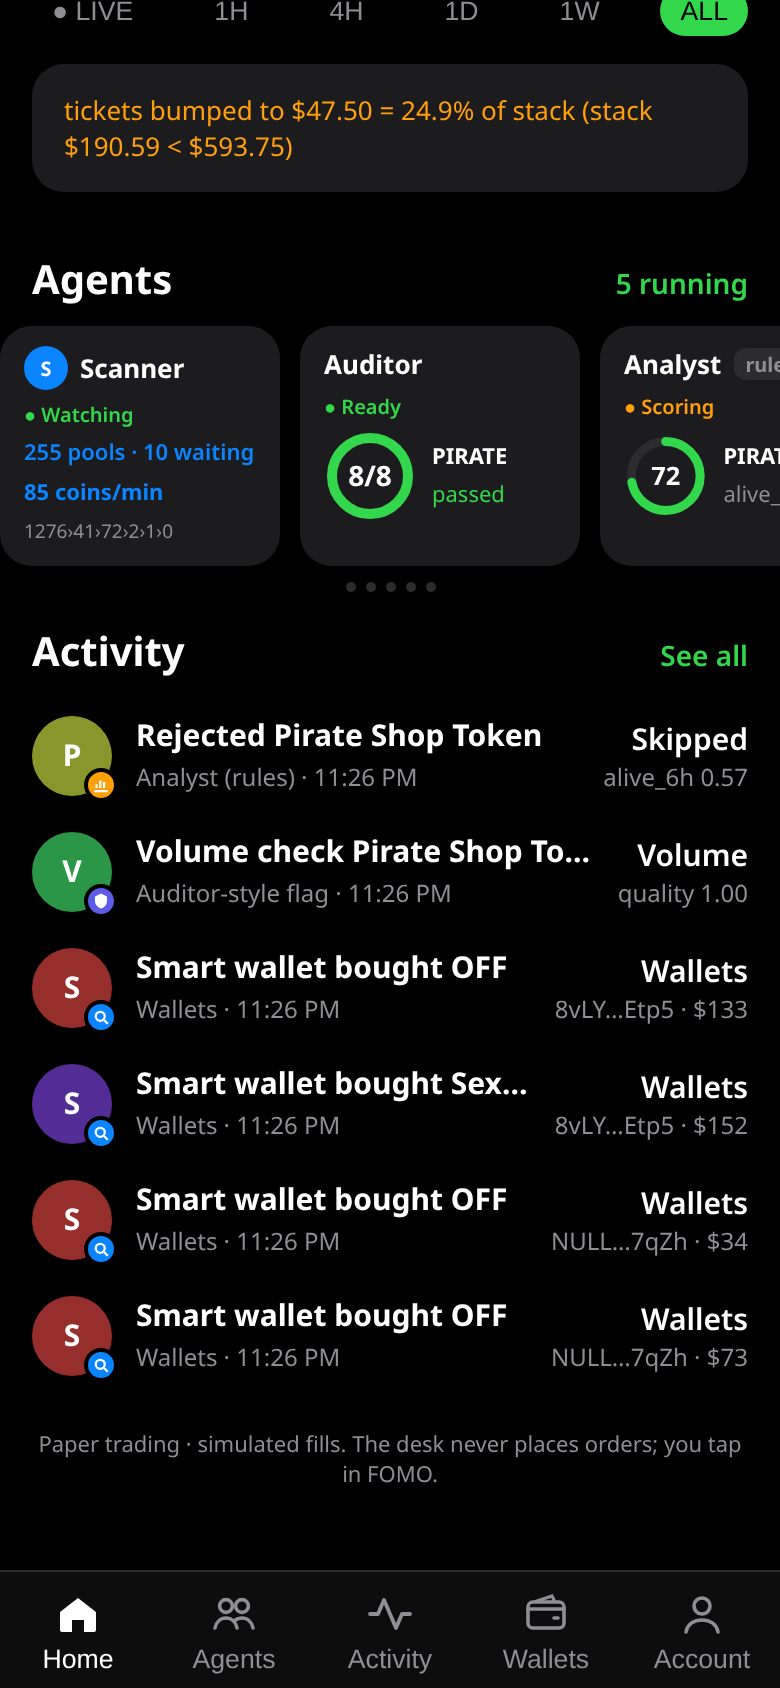 ● LIVE 1H 4H 1D 1W ALL
tickets bumped to $47.50 = 24.9% of stack (stack
$190.59 < $593.75)
Agents 5 running
S Scanner
● Watching
255 pools · 10 waiting
85 coins/min
1276›41›72›2›1›0
Auditor
● Ready
8/8 PIRATE
passed
Analyst rule
● Scoring
72 PIRAT
alive_
Activity See all
P Rejected Pirate Shop Token Skipped
Analyst (rules) · 11:26 PM alive_6h 0.57
V Volume check Pirate Shop To... Volume
Auditor-style flag · 11:26 PM quality 1.00
S Smart wallet bought OFF Wallets
Wallets · 11:26 PM 8vLY...Etp5 · $133
S Smart wallet bought Sex... Wallets
Wallets · 11:26 PM 8vLY...Etp5 · $152
S Smart wallet bought OFF Wallets
Wallets · 11:26 PM NULL...7qZh · $34
S Smart wallet bought OFF Wallets
Wallets · 11:26 PM NULL...7qZh · $73
Paper trading · simulated fills. The desk never places orders; you tap
in FOMO.
Home Agents Activity Wallets Account